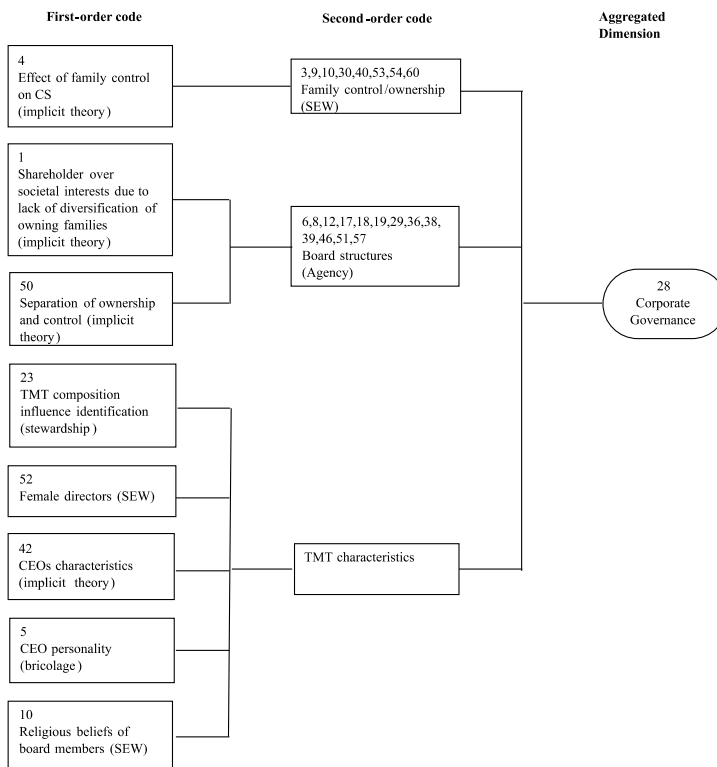 First-order code
Second-order code
Aggregated
Dimension
4
Effect of family control
on CS
(implicit theory)
3,9,10,30,40,53,54,60
Family control/ownership
(SEW)
1
Shareholder over
societal interests due to
lack of diversification of
owning families
(implicit theory)
6,8,12,17,18,19,29,36,38,
39,46,51,57
Board structures
(Agency)
50
Separation of ownership
and control (implicit
theory)
28
Corporate
Governance
23
TMT composition
influence identification
(stewardship)
52
Female directors (SEW)
42
CEOs characteristics
(implicit theory)
TMT characteristics
5
CEO personality
(bricolage)
10
Religious beliefs of
board members (SEW)